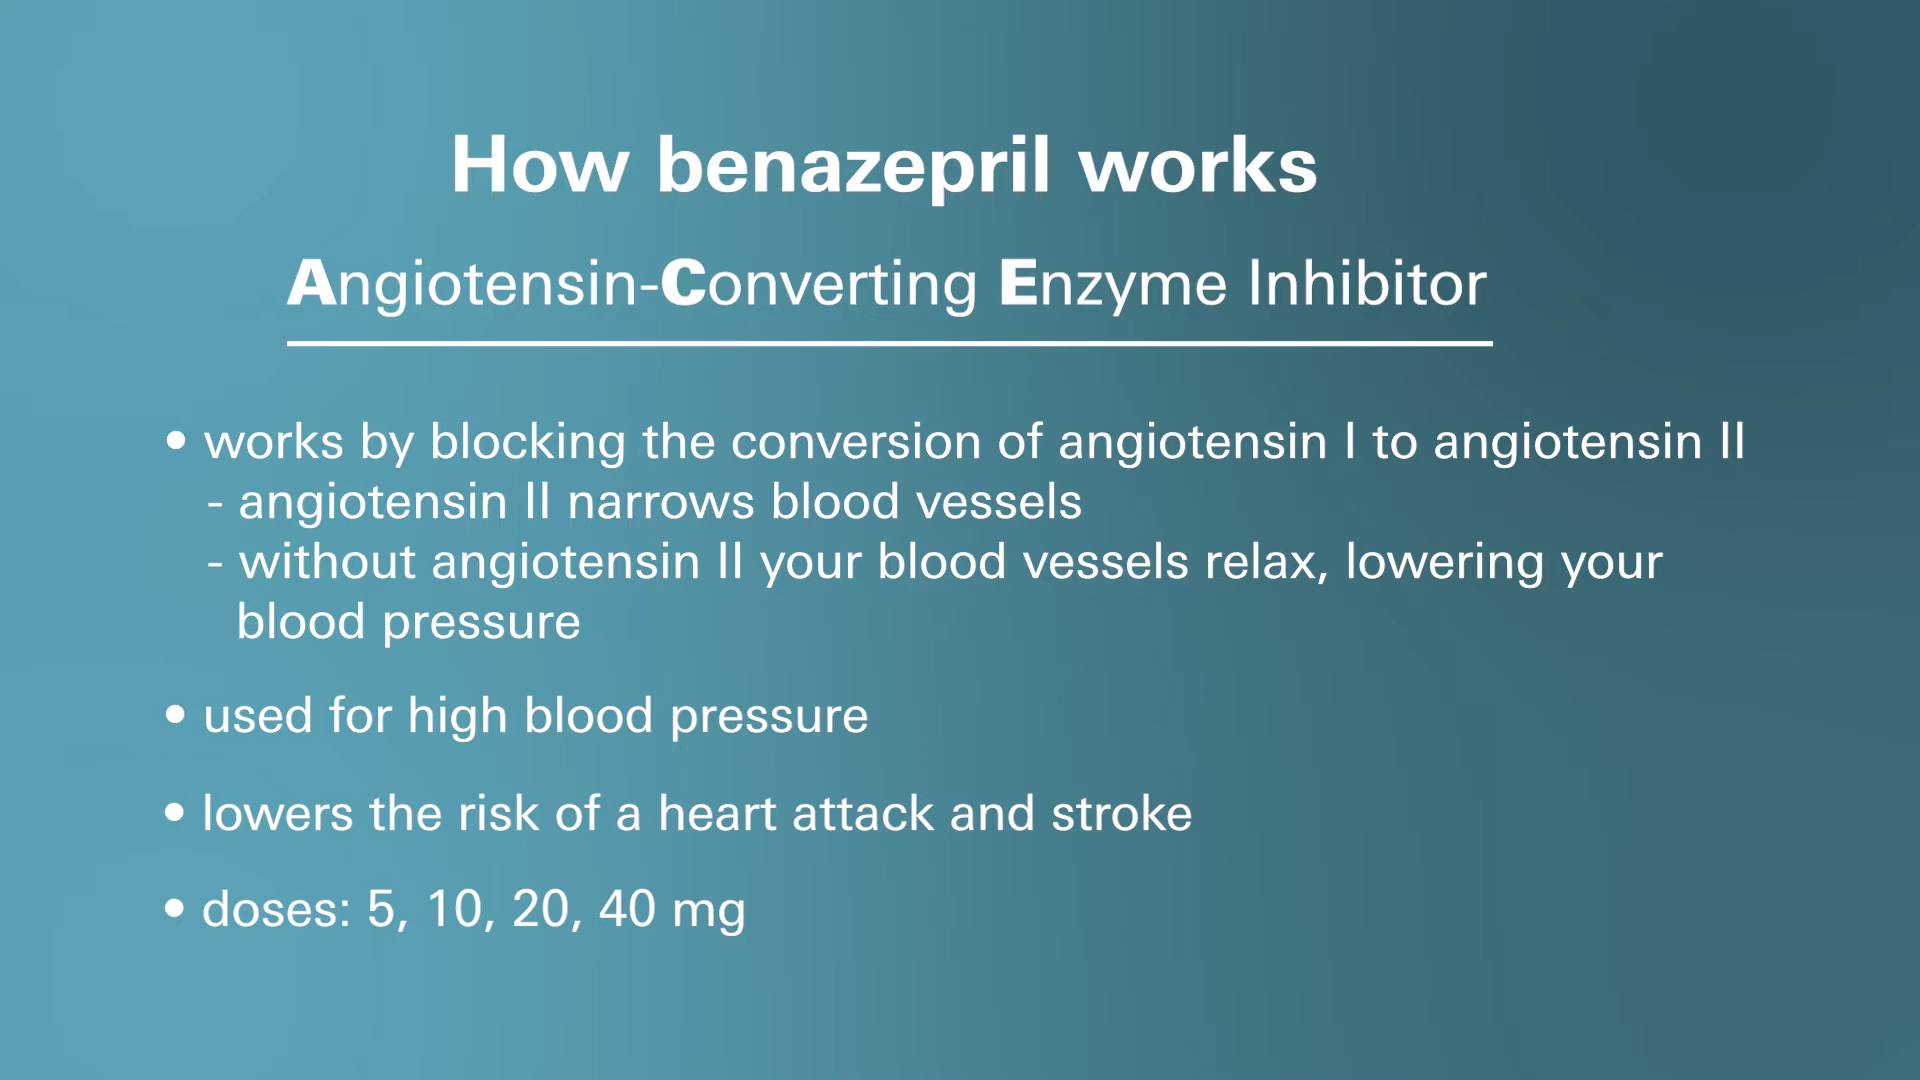 How benazepril works
Angiotensin-Converting Enzyme Inhibitor
• works by blocking the conversion of angiotensin I to angiotensin II
- angiotensin II narrows blood vessels
- without angiotensin II your blood vessels relax, lowering your
blood pressure
• used for high blood pressure
• lowers the risk of a heart attack and stroke
• doses: 5, 10, 20, 40 mg